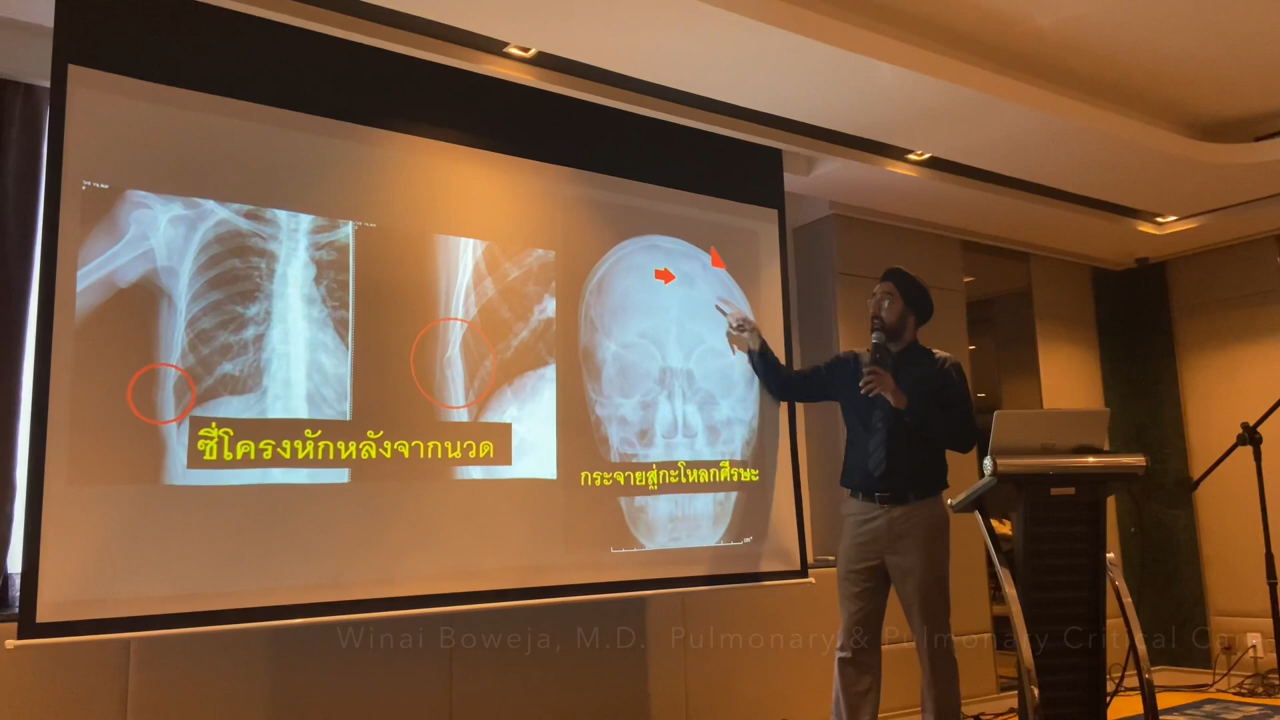 ซี่โครงหักหลังจากนวด
กระจายสู่กะโหลกศีรษะ
Winai Boweja, M.D. Pulmonary & Pulmonary Critical